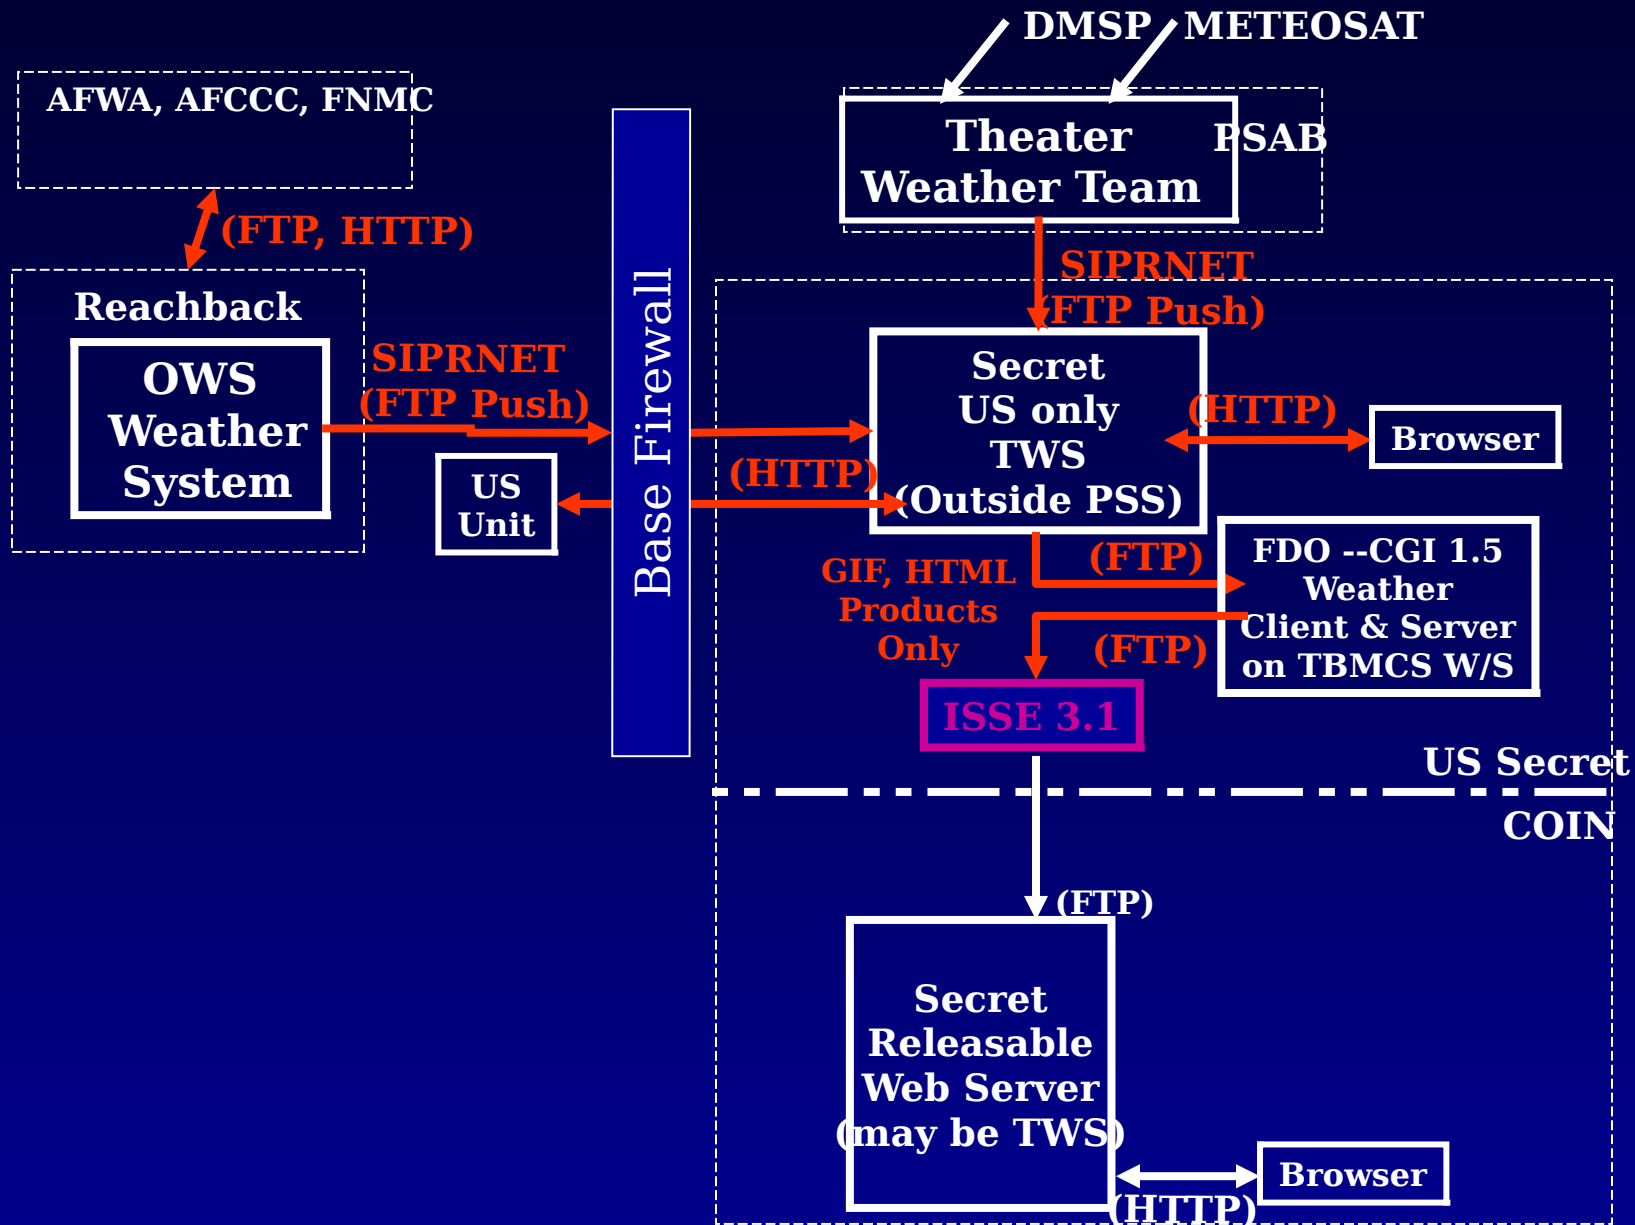 DMSP METEOSAT
AFWA, AFCCC, FNMC
Theater
Weather Team
PSAB
(FTP, HTTP)
SIPRNET
(FTP Push)
Reachback
OWS
Weather
System
SIPRNET
(FTP Push)
Base Firewall
Secret
US only
TWS
(Outside PSS)
(HTTP)
Browser
US
Unit
(HTTP)
GIF, HTML
Products
Only
(FTP)
(FTP)
FDO --CGI 1.5
Weather
Client & Server
on TBMCS W/S
ISSE 3.1
US Secret
COIN
(FTP)
Secret
Releasable
Web Server
(may be TWS)
Browser
(HTTP)